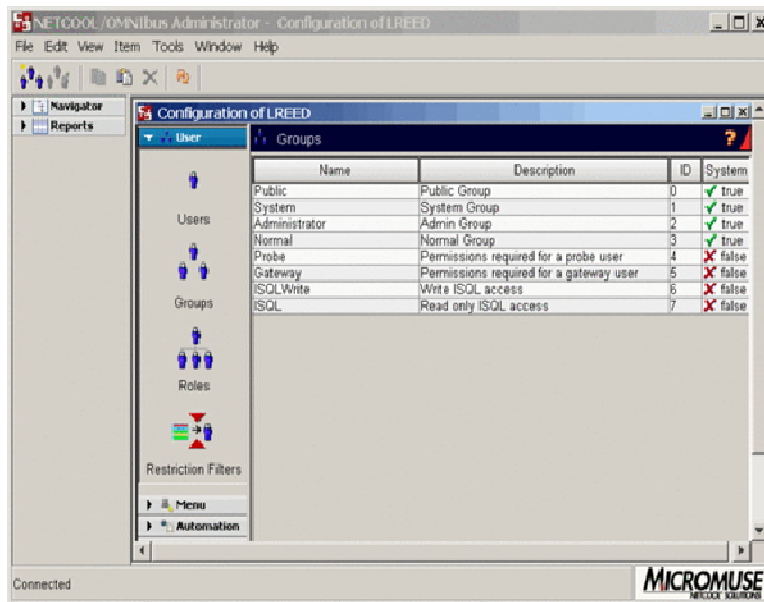 NETCOOL/OMNIbus Administrator - Configuration of LREED
File Edit View Item Tools Window Help
Navigator
Reports
Configuration of LREED
User
Groups
?
Users
Groups
Roles
Restriction Filters
Menu
Automation
Name Description ID System
Public Public Group 0 true
System System Group 1 true
Administrator Admin Group 2 true
Normal Normal Group 3 true
Probe Permissions required for a probe user 4 false
Gateway Permissions required for a gateway user 5 false
ISQLWrite Write ISQL access 6 false
ISQL Read only ISQL access 7 false
Connected
MICROMUSE
NETCOOL SOLUTIONS